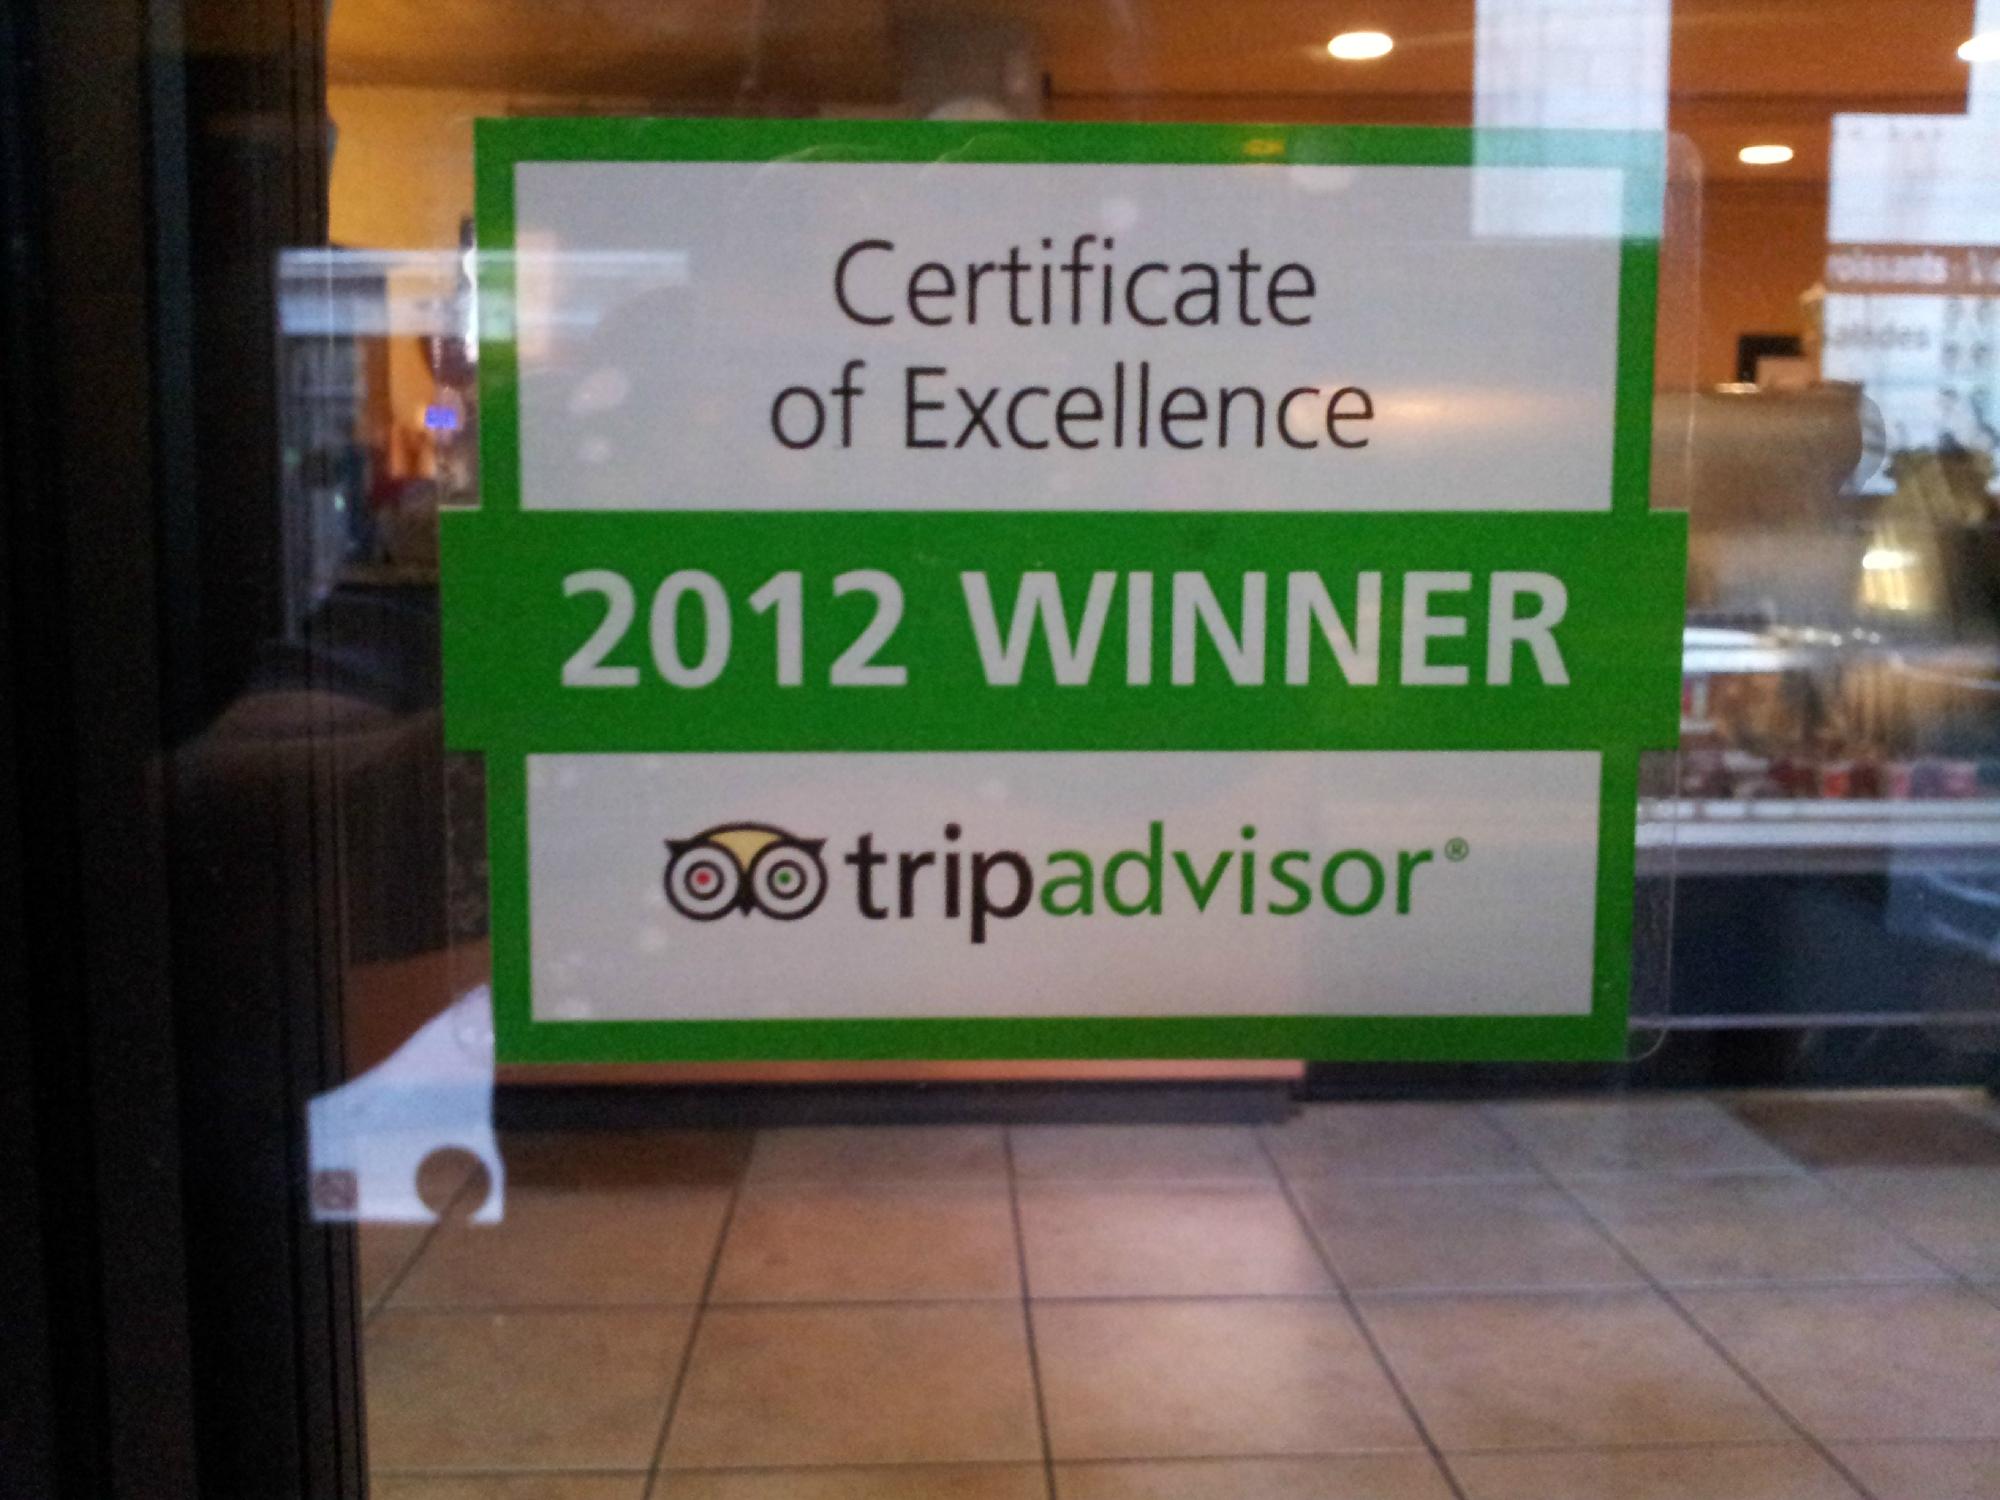 Certificate
of Excellence
2012 WINNER
tripadvisor®